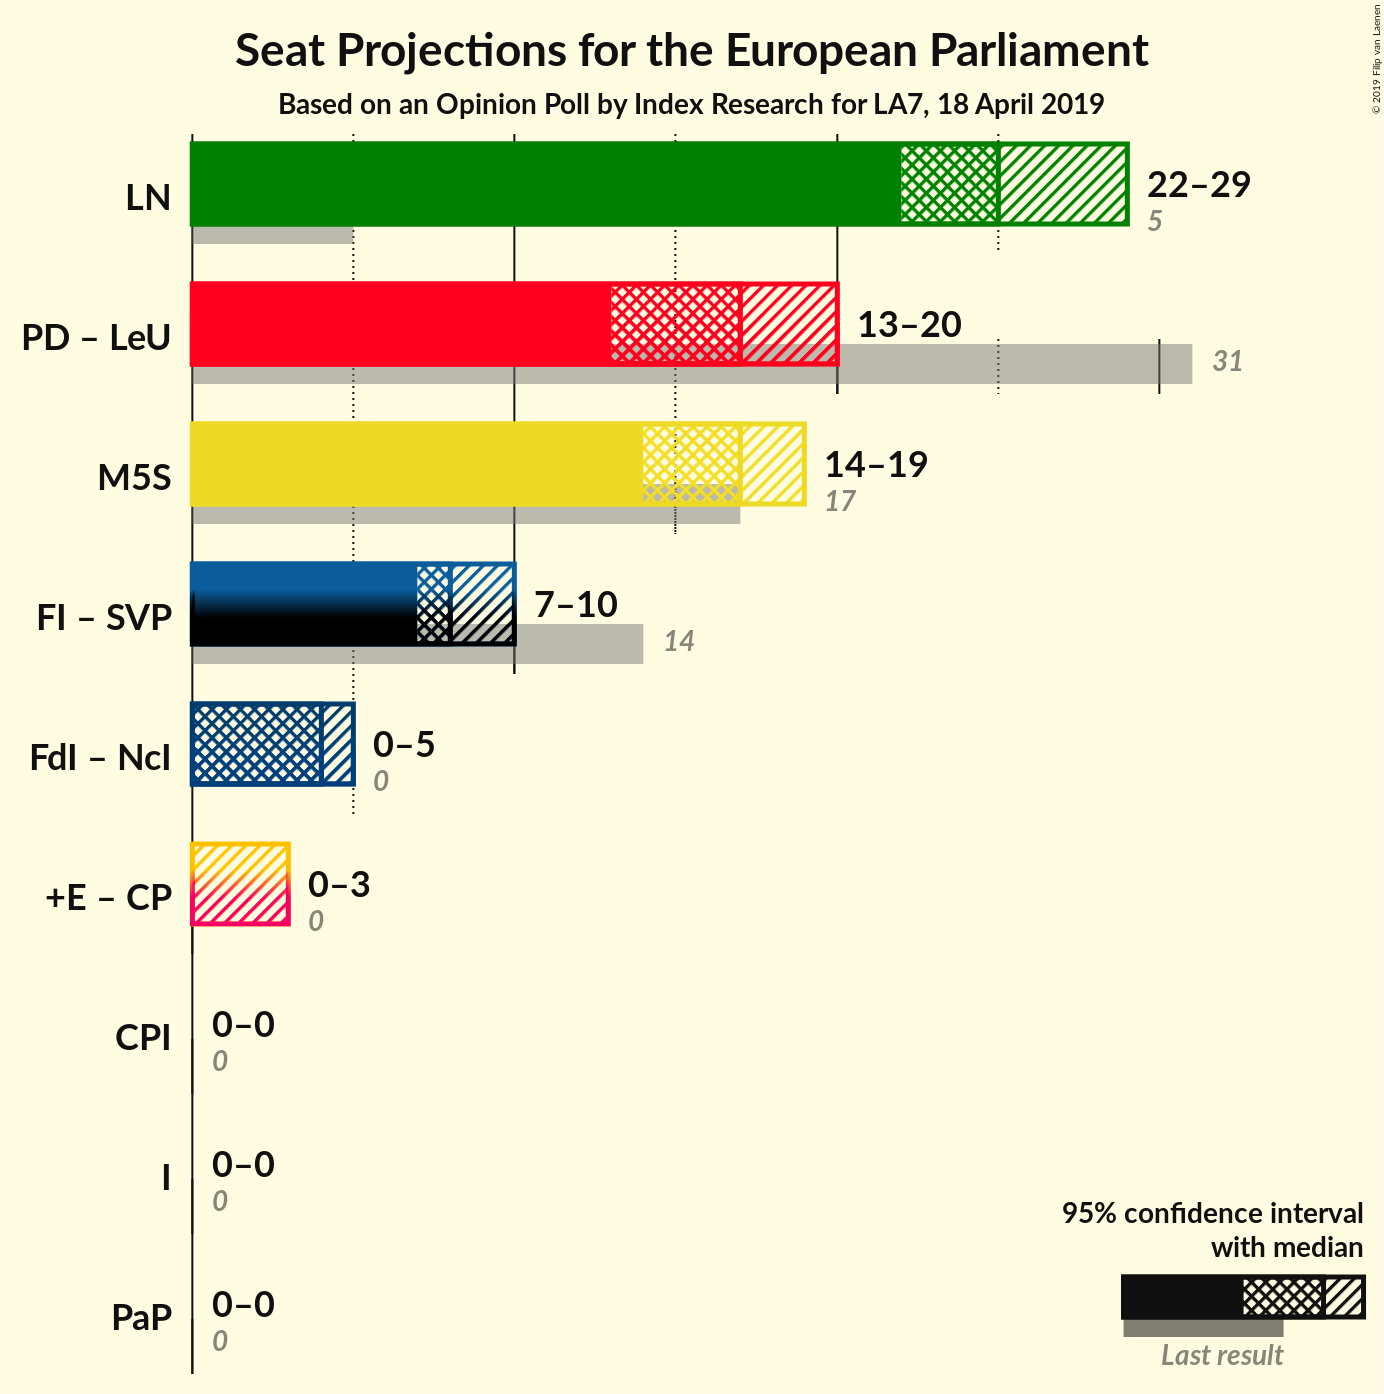 Seat Projections for the European Parliament
Based on an Opinion Poll by Index Research for LA7, 18 April 2019
© 2019 Filip van Laenen
LN
22–29
5
PD – LeU
13–20
31
M5S
14–19
17
FI – SVP
7–10
14
FdI – NcI
0–5
0
+E – CP
0–3
0
CPI
0–0
0
I
0–0
0
PaP
0–0
0
95% confidence interval
with median
Last result